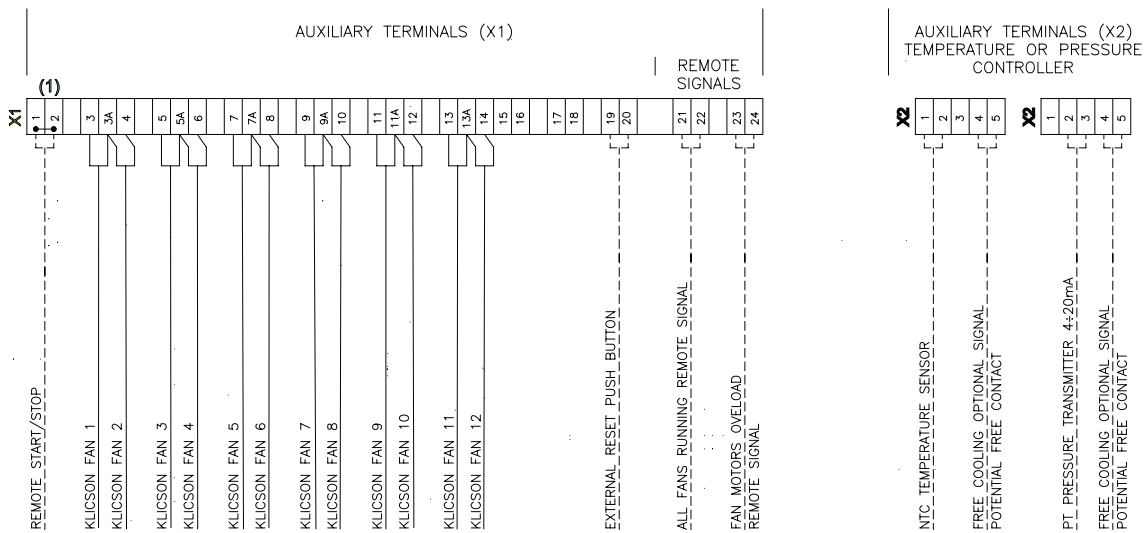 AUXILIARY TERMINALS (X1)
REMOTE
SIGNALS
(1)
X1
1
2
3
3A
4
5
5A
6
7
7A
8
9
9A
10
11
11A
12
13
13A
14
15
16
17
18
19
20
21
22
23
24
REMOTE START/STOP
KLICSON FAN 1
KLICSON FAN 2
KLICSON FAN 3
KLICSON FAN 4
KLICSON FAN 5
KLICSON FAN 6
KLICSON FAN 7
KLICSON FAN 8
KLICSON FAN 9
KLICSON FAN 10
KLICSON FAN 11
KLICSON FAN 12
EXTERNAL RESET PUSH BUTTON
ALL FANS RUNNING REMOTE SIGNAL
FAN MOTORS OVELOAD
REMOTE SIGNAL
AUXILIARY TERMINALS (X2)
TEMPERATURE OR PRESSURE
CONTROLLER
X2
1
2
3
4
5
NTC TEMPERATURE SENSOR
FREE COOLING OPTIONAL SIGNAL
POTENTIAL FREE CONTACT
X2
1
2
3
4
5
PT PRESSURE TRANSMITTER 4÷20mA
FREE COOLING OPTIONAL SIGNAL
POTENTIAL FREE CONTACT